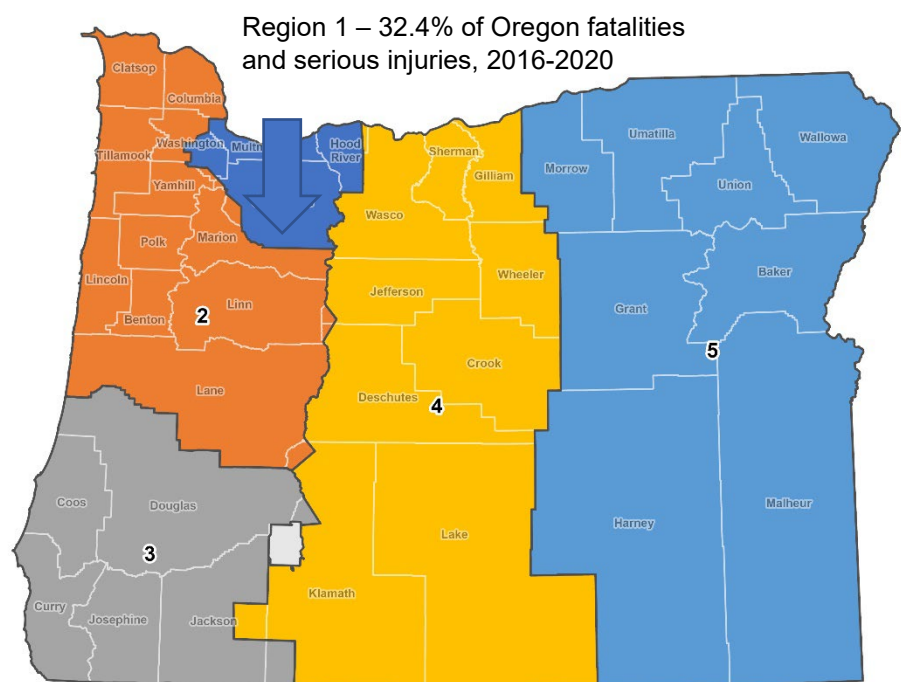 Region 1 – 32.4% of Oregon fatalities
and serious injuries, 2016-2020
Clatsop
Columbia
Washington
Multn
Hood
River
Tillamook
Yamhill
Sherman
Gilliam
Morrow
Umatilla
Wallowa
Union
Wasco
Polk
Marion
Wheeler
Baker
Lincoln
Jefferson
Linn
Grant
2
Benton
5
Crook
Lane
Deschutes
4
Coos
Douglas
Malheur
Harney
Lake
3
Klamath
Curry
Josephine
Jackson